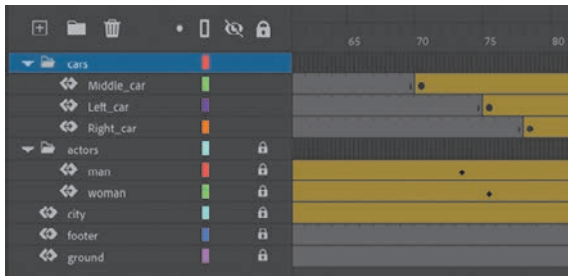 65 70 75 80
cars
Middle_car
Left_car
Right_car
actors
man
woman
city
footer
ground